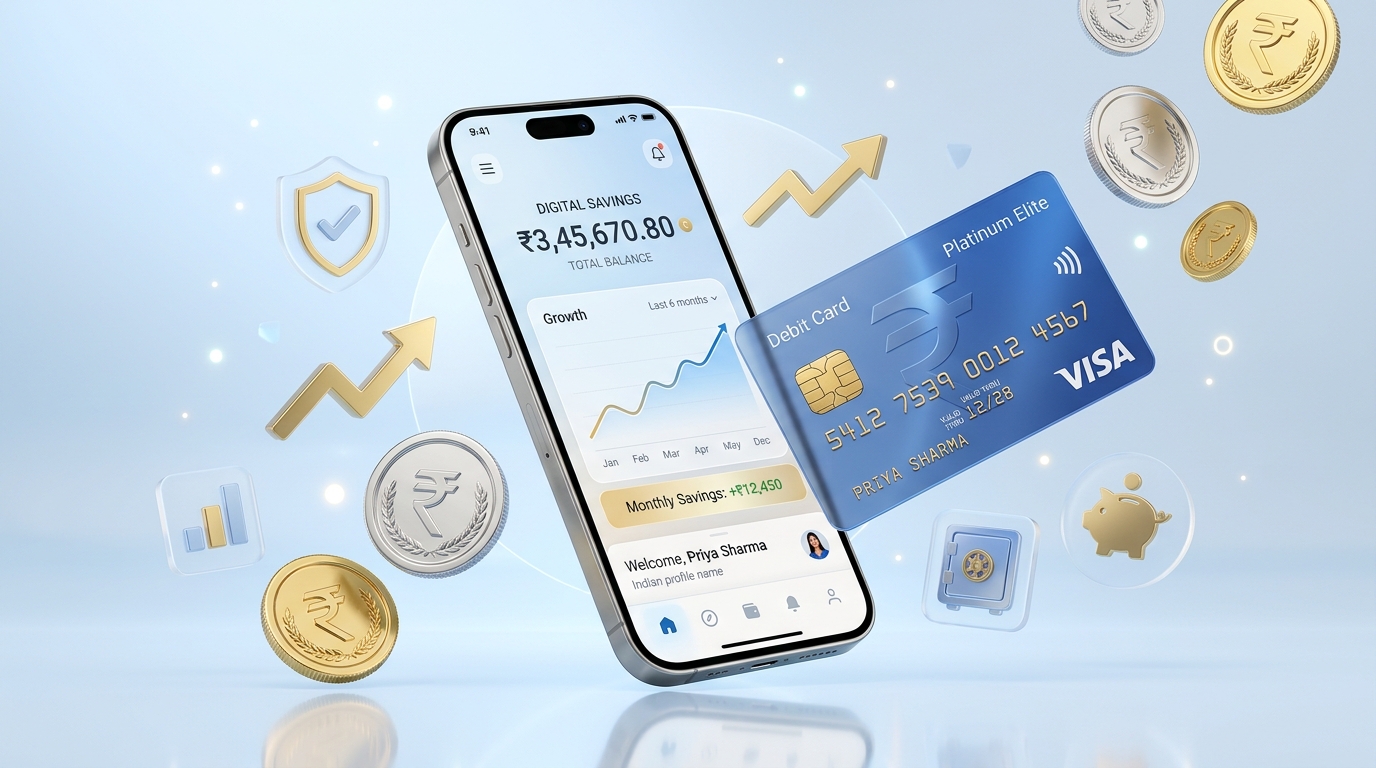 9:41
DIGITAL SAVINGS
₹3,45,670.80
TOTAL BALANCE
Growth
Last 6 months
Jan Feb Mar Apr May Dec
Monthly Savings: +₹12,450
Welcome, Priya Sharma
Indian profile name
Debit Card
Platinum Elite
5412 7539 0012 4567
12/28
PRIYA SHARMA
VISA